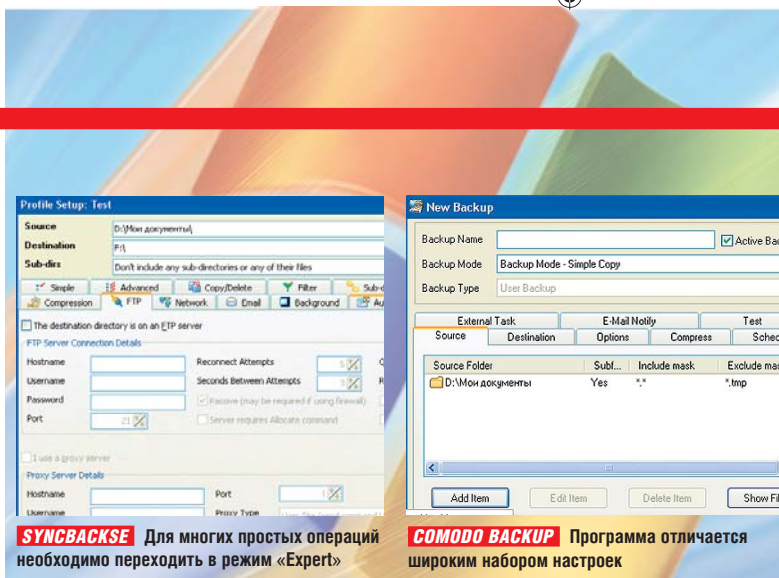 Profile Setup: Test
Source D:\Мои документы\
Destination F:\
Sub-dirs Don't include any sub-directories or any of their files
Simple Advanced Copy/Delete Filter Sub-d
Compression FTP Network Email Background Au
The destination directory is on an FTP server
FTP Server Connection Details
Hostname Reconnect Attempts 5
Username Seconds Between Attempts 3
Password Passive (may be required if using firewall)
Port 21 Server requires Allocate command
I use a proxy server
Proxy Server Details
Hostname Port 1
Username Proxy Type
SYNCBACKSE Для многих простых операций
необходимо переходить в режим «Expert»
New Backup
Backup Name Active Bac
Backup Mode Backup Mode - Simple Copy
Backup Type User Backup
External Task E-Mail Notify Test
Source Destination Options Compress Sched
Source Folder Subf... Include mask Exclude mas
D:\Мои документы Yes *.* *.tmp
Add Item Edit Item Delete Item Show Fil
COMODO BACKUP Программа отличается
широким набором настроек